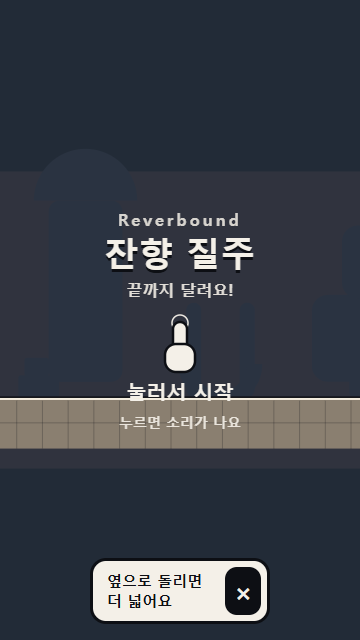 Reverbound
잔향 질주
끝까지 달려요!
눌러서 시작
누르면 소리가 나요
옆으로 돌리면
더 넓어요
×